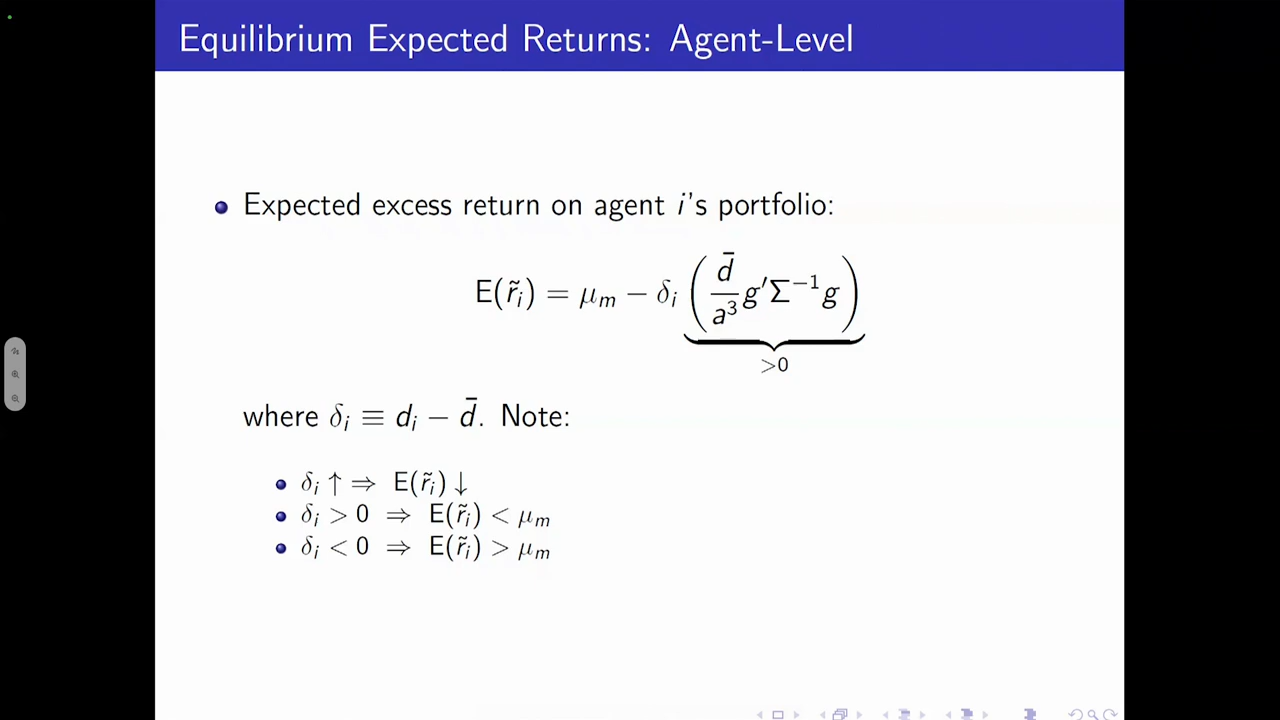 Equilibrium Expected Returns: Agent-Level
Expected excess return on agent i's portfolio:
E(r̃ᵢ) = μₘ − δᵢ (d̄/a³ g′Σ⁻¹g)
>0
where δᵢ ≡ dᵢ − d̄. Note:
δᵢ ↑ ⇒ E(r̃ᵢ) ↓
δᵢ > 0 ⇒ E(r̃ᵢ) < μₘ
δᵢ < 0 ⇒ E(r̃ᵢ) > μₘ